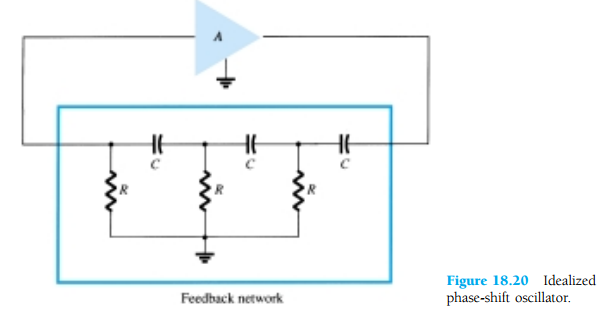 A
C
C
C
R
R
R
Feedback network
Figure 18.20 Idealized
phase-shift oscillator.